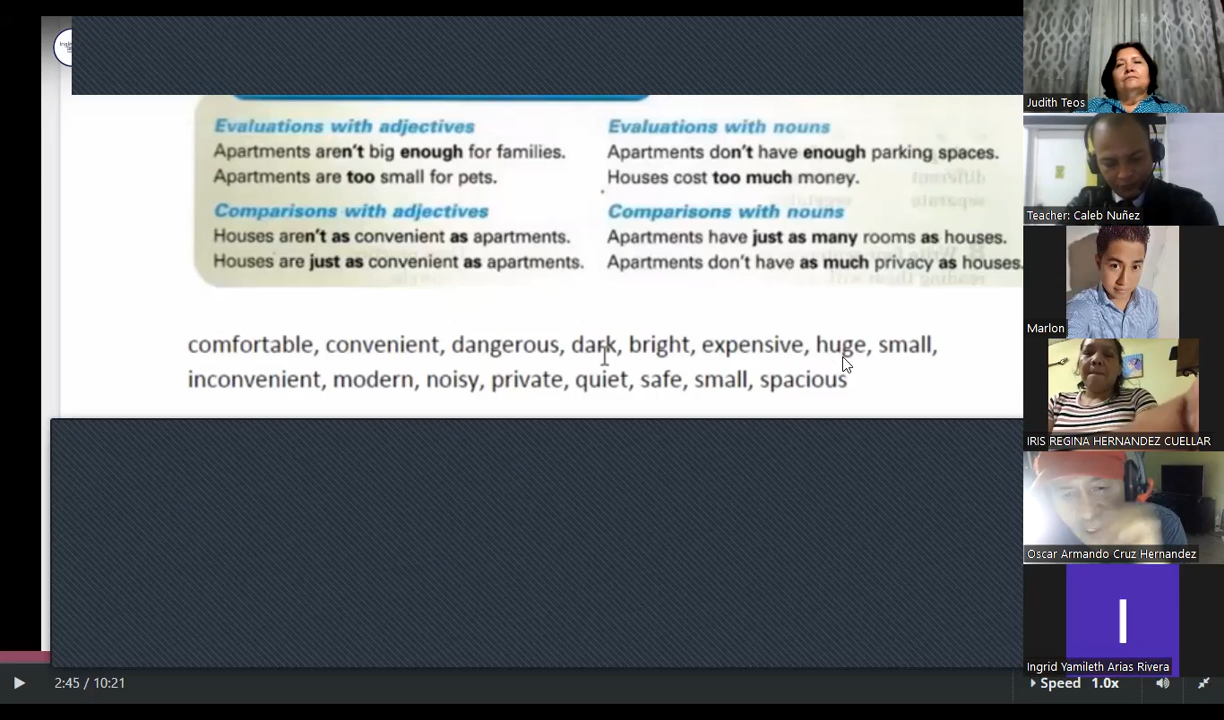 Evaluations with adjectives
Apartments aren't big enough for families.
Apartments are too small for pets.
Comparisons with adjectives
Houses aren't as convenient as apartments.
Houses are just as convenient as apartments.
Evaluations with nouns
Apartments don't have enough parking spaces.
Houses cost too much money.
Comparisons with nouns
Apartments have just as many rooms as houses.
Apartments don't have as much privacy as houses.
comfortable, convenient, dangerous, dark, bright, expensive, huge, small,
inconvenient, modern, noisy, private, quiet, safe, small, spacious
Judith Teos
Teacher: Caleb Nuñez
Marlon
IRIS REGINA HERNANDEZ CUELLAR
Oscar Armando Cruz Hernandez
I
Ingrid Yamileth Arias Rivera
2:45 / 10:21
Speed 1.0x